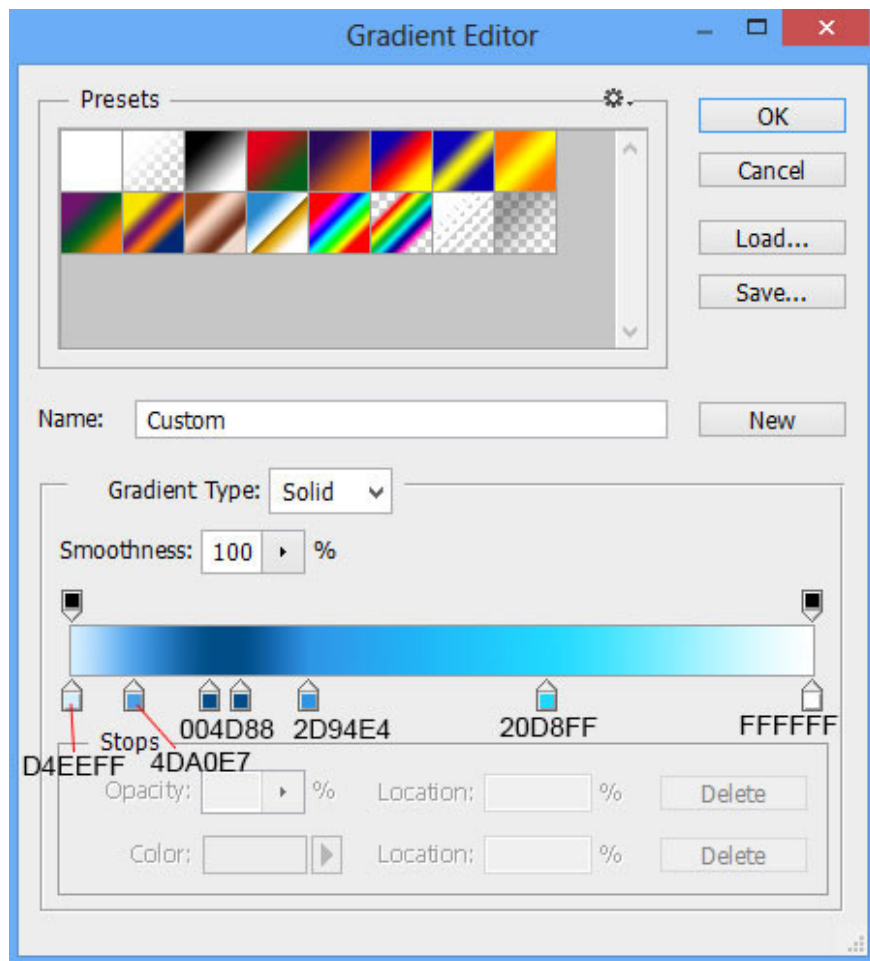 Gradient Editor
Presets
OK
Cancel
Load...
Save...
Name: Custom
New
Gradient Type: Solid
Smoothness: 100 %
004D88 2D94E4 20D8FF FFFFFF
Stops
D4EEFF 4DA0E7
Opacity: % Location: % Delete
Color: Location: % Delete